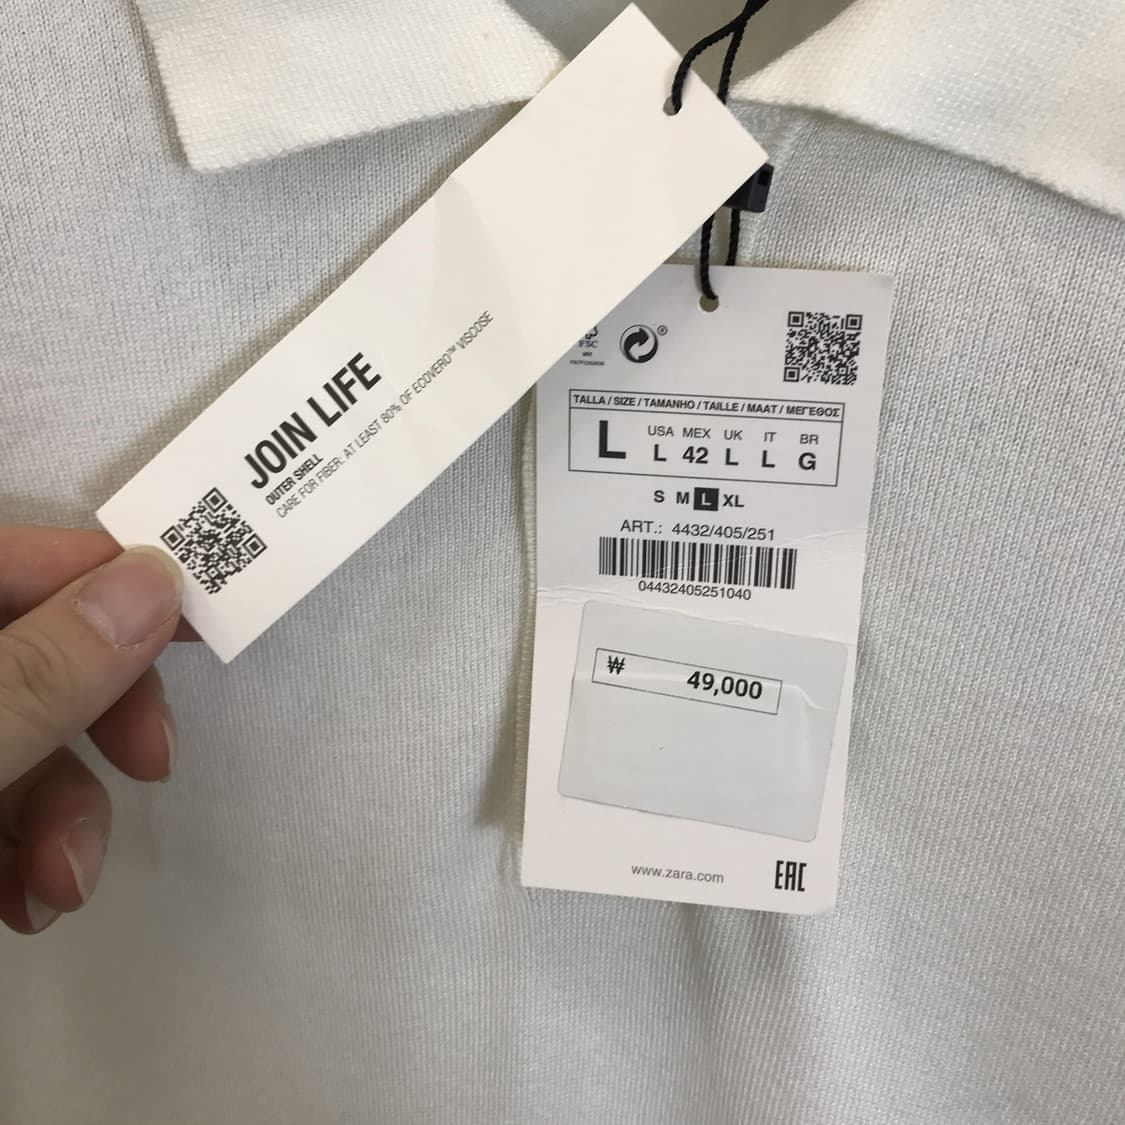 JOIN LIFE
OUTER SHELL
CARE FOR FIBER: AT LEAST 80% OF ECOVERO™ VISCOSE
FSC
MIX
®
TALLA / SIZE / TAMANHO / TAILLE / MAAT / ΜΕΓΕΘΟΣ
L
USA MEX UK IT BR
L 42 L L G
S M L XL
ART.: 4432/405/251
04432405251040
₩ 49,000
www.zara.com
EAC